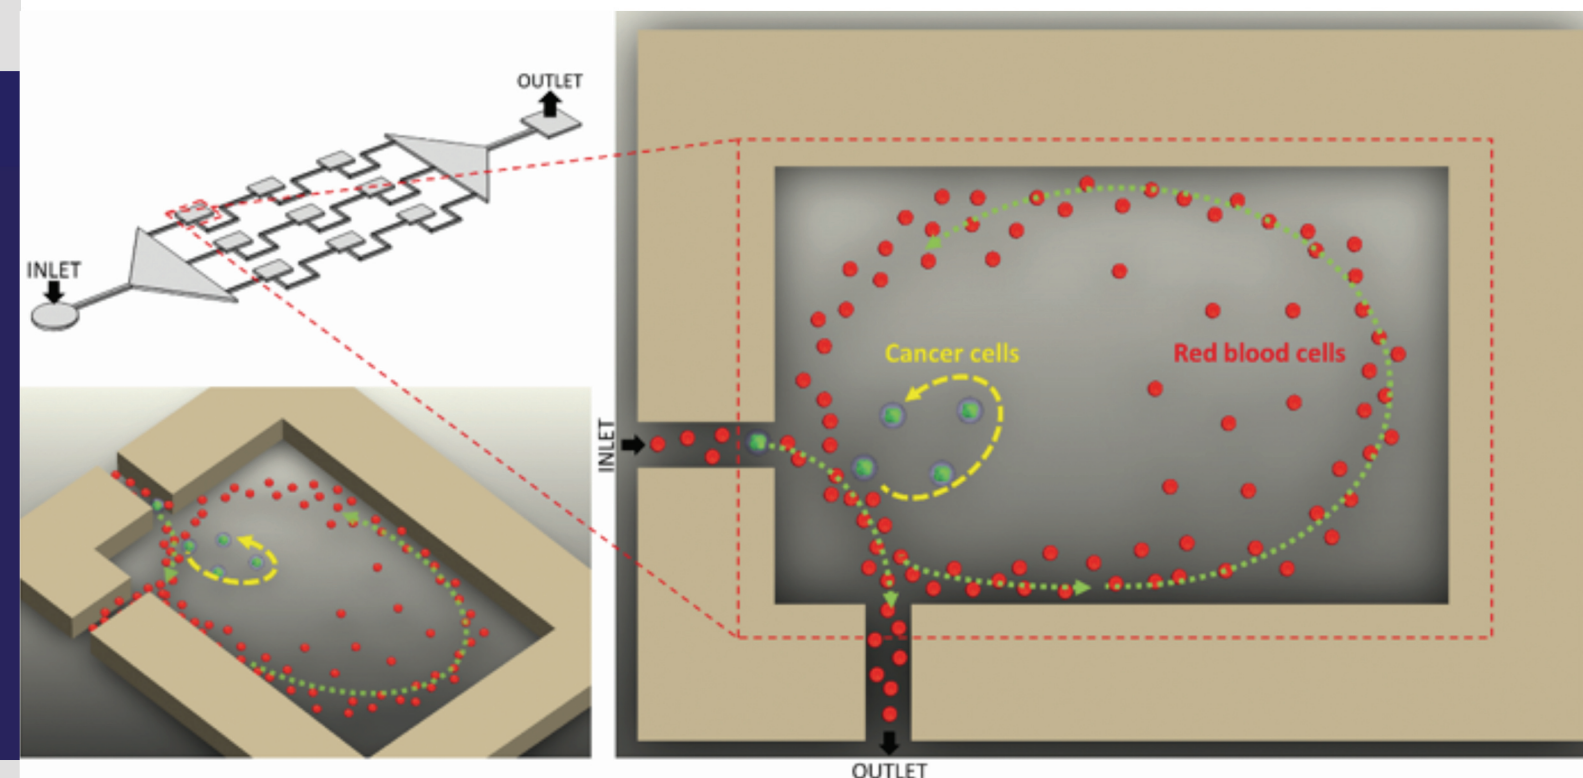 OUTLET
INLET
Cancer cells
Red blood cells
INLET
OUTLET